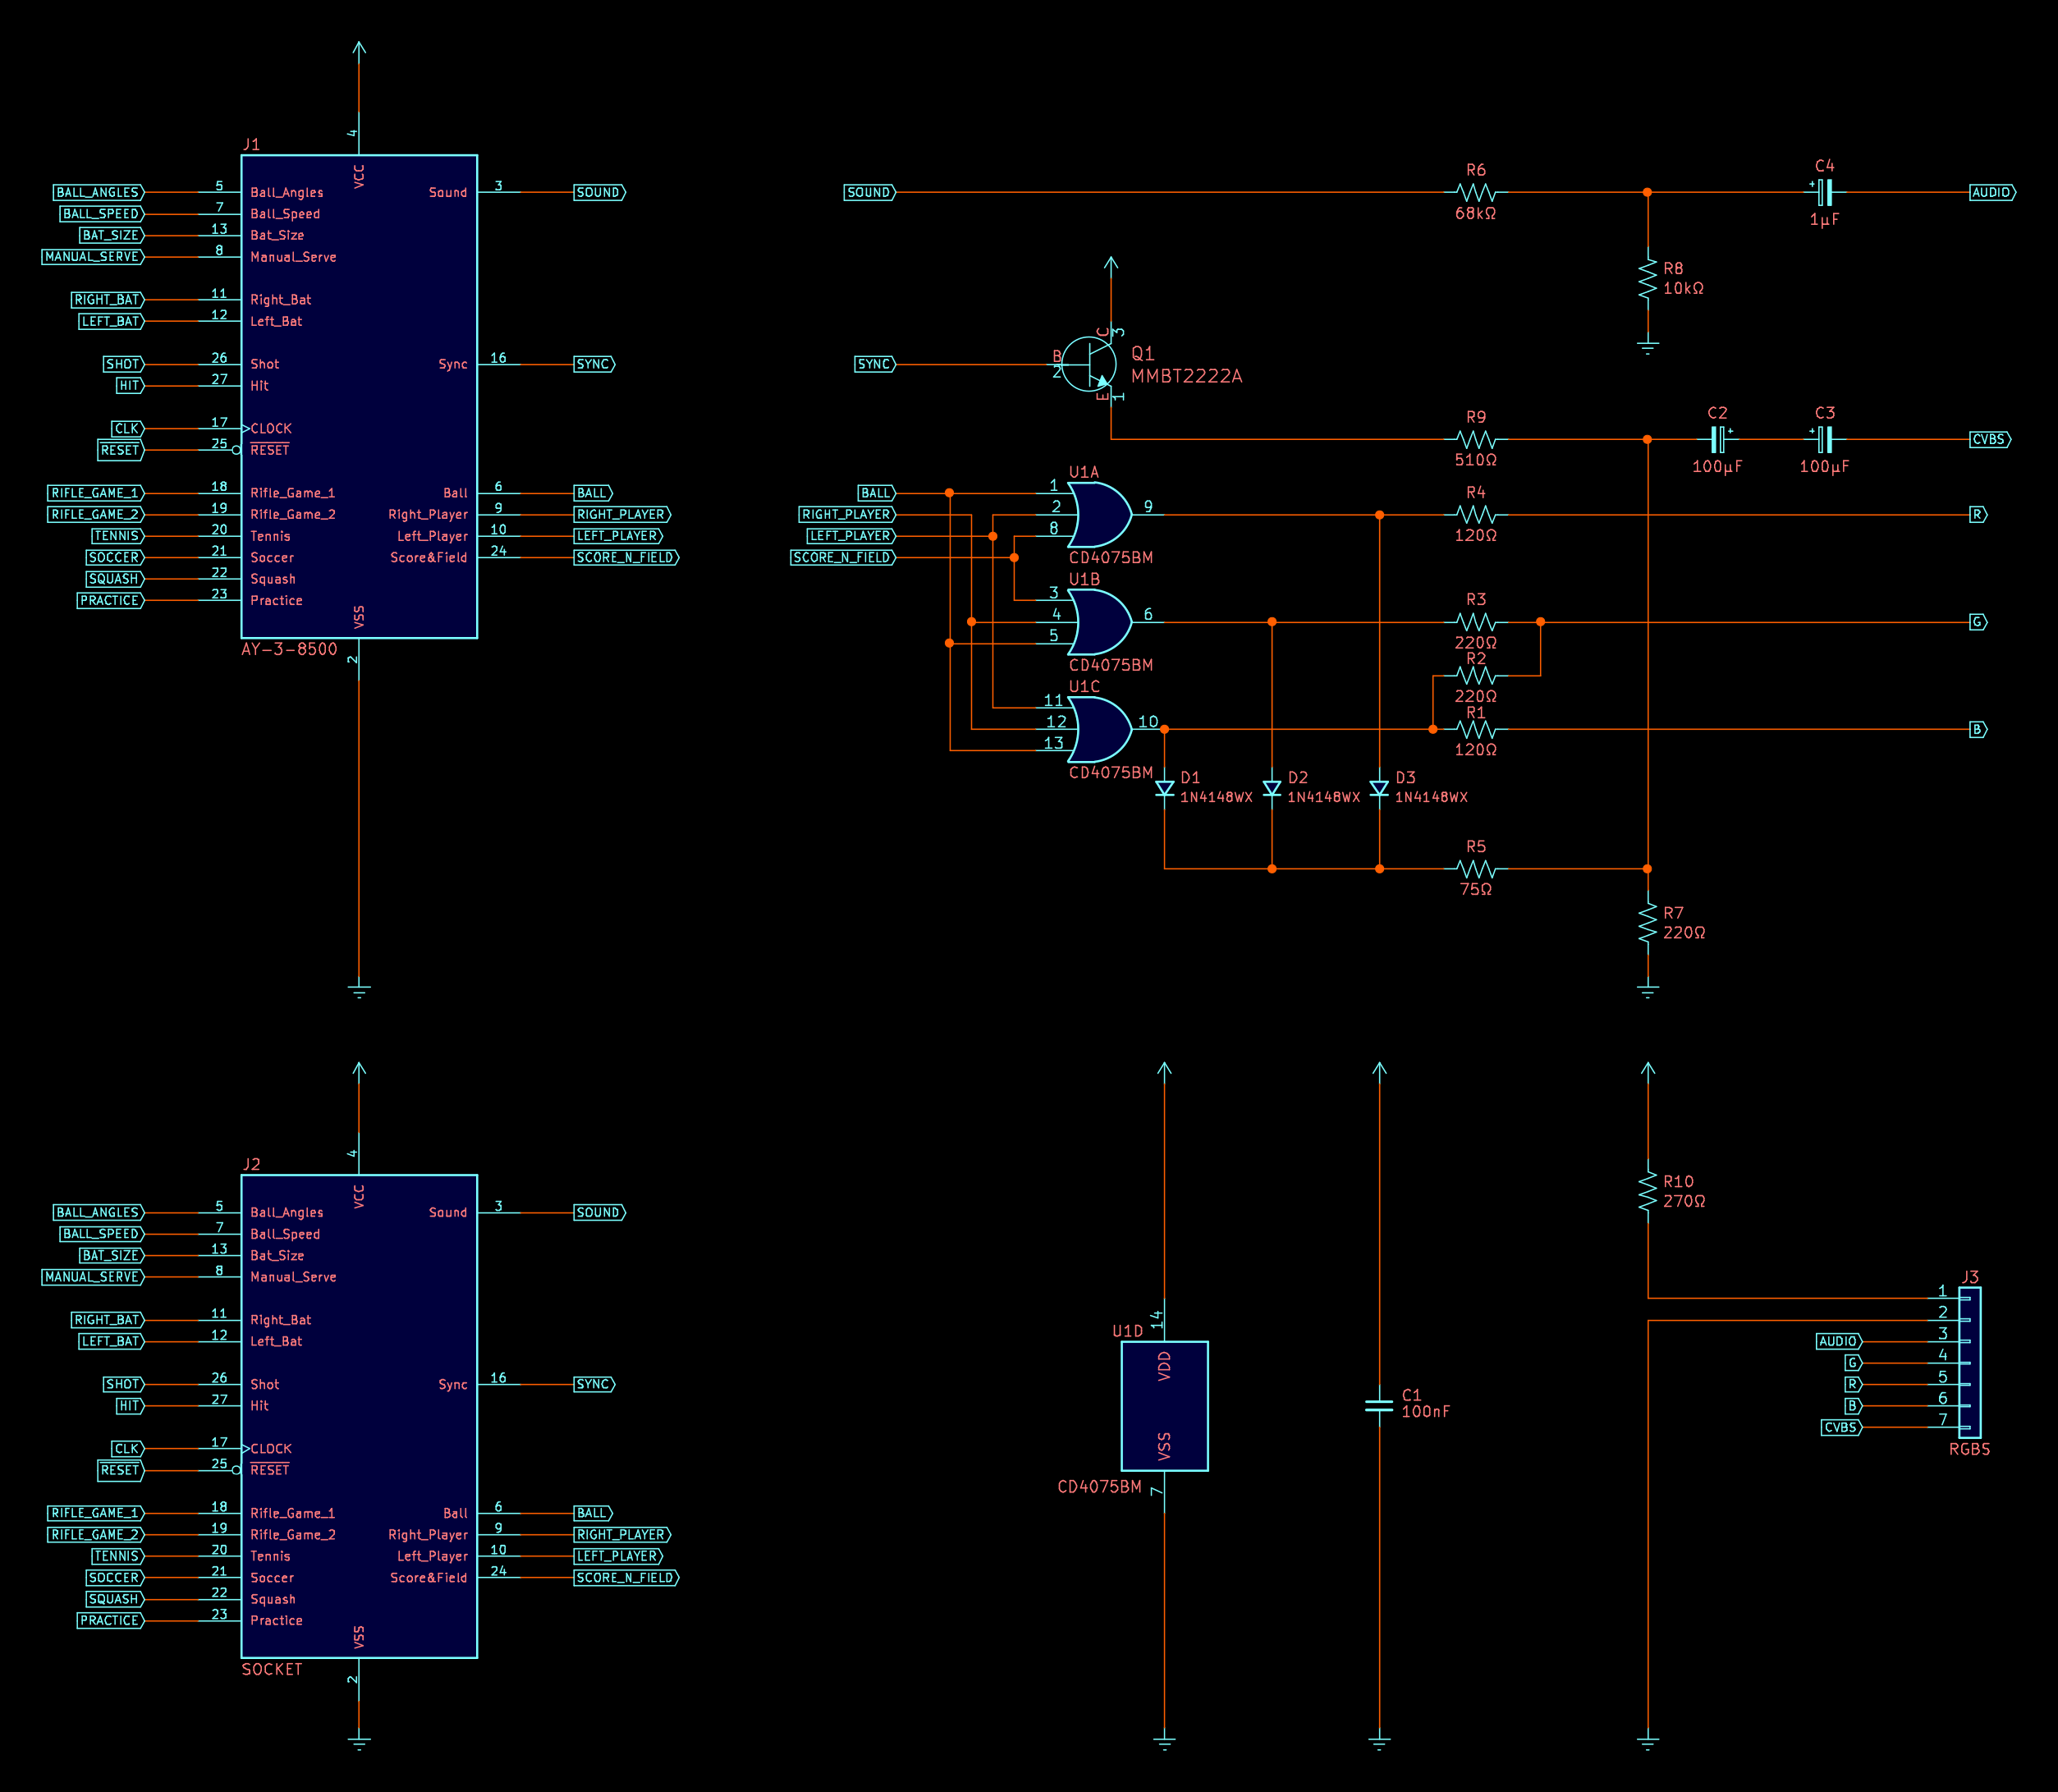 J1
4
VCC
BALL_ANGLES 5 Ball_Angles Sound 3 SOUND
BALL_SPEED 7 Ball_Speed
BAT_SIZE 13 Bat_Size
MANUAL_SERVE 8 Manual_Serve
RIGHT_BAT 11 Right_Bat
LEFT_BAT 12 Left_Bat
SHOT 26 Shot Sync 16 SYNC
HIT 27 Hit
CLK 17 CLOCK
RESET 25 RESET
RIFLE_GAME_1 18 Rifle_Game_1 Ball 6 BALL
RIFLE_GAME_2 19 Rifle_Game_2 Right_Player 9 RIGHT_PLAYER
TENNIS 20 Tennis Left_Player 10 LEFT_PLAYER
SOCCER 21 Soccer Score&Field 24 SCORE_N_FIELD
SQUASH 22 Squash
PRACTICE 23 Practice
VSS
2
AY-3-8500
SOUND
R6
68kΩ
C4
+
1µF
AUDIO
R8
10kΩ
SYNC
B
2
C
3
E
1
Q1
MMBT2222A
R9
510Ω
C2
+
100µF
C3
+
100µF
CVBS
BALL
RIGHT_PLAYER
LEFT_PLAYER
SCORE_N_FIELD
U1A
1
2
8
9
CD4075BM
R4
120Ω
R
U1B
3
4
5
6
CD4075BM
R3
220Ω
G
R2
220Ω
U1C
11
12
13
10
CD4075BM
R1
120Ω
B
D1
1N4148WX
D2
1N4148WX
D3
1N4148WX
R5
75Ω
R7
220Ω
J2
4
VCC
BALL_ANGLES 5 Ball_Angles Sound 3 SOUND
BALL_SPEED 7 Ball_Speed
BAT_SIZE 13 Bat_Size
MANUAL_SERVE 8 Manual_Serve
RIGHT_BAT 11 Right_Bat
LEFT_BAT 12 Left_Bat
SHOT 26 Shot Sync 16 SYNC
HIT 27 Hit
CLK 17 CLOCK
RESET 25 RESET
RIFLE_GAME_1 18 Rifle_Game_1 Ball 6 BALL
RIFLE_GAME_2 19 Rifle_Game_2 Right_Player 9 RIGHT_PLAYER
TENNIS 20 Tennis Left_Player 10 LEFT_PLAYER
SOCCER 21 Soccer Score&Field 24 SCORE_N_FIELD
SQUASH 22 Squash
PRACTICE 23 Practice
VSS
2
SOCKET
U1D
14
VDD
VSS
7
CD4075BM
C1
100nF
R10
270Ω
J3
1
2
AUDIO 3
G 4
R 5
B 6
CVBS 7
RGBS